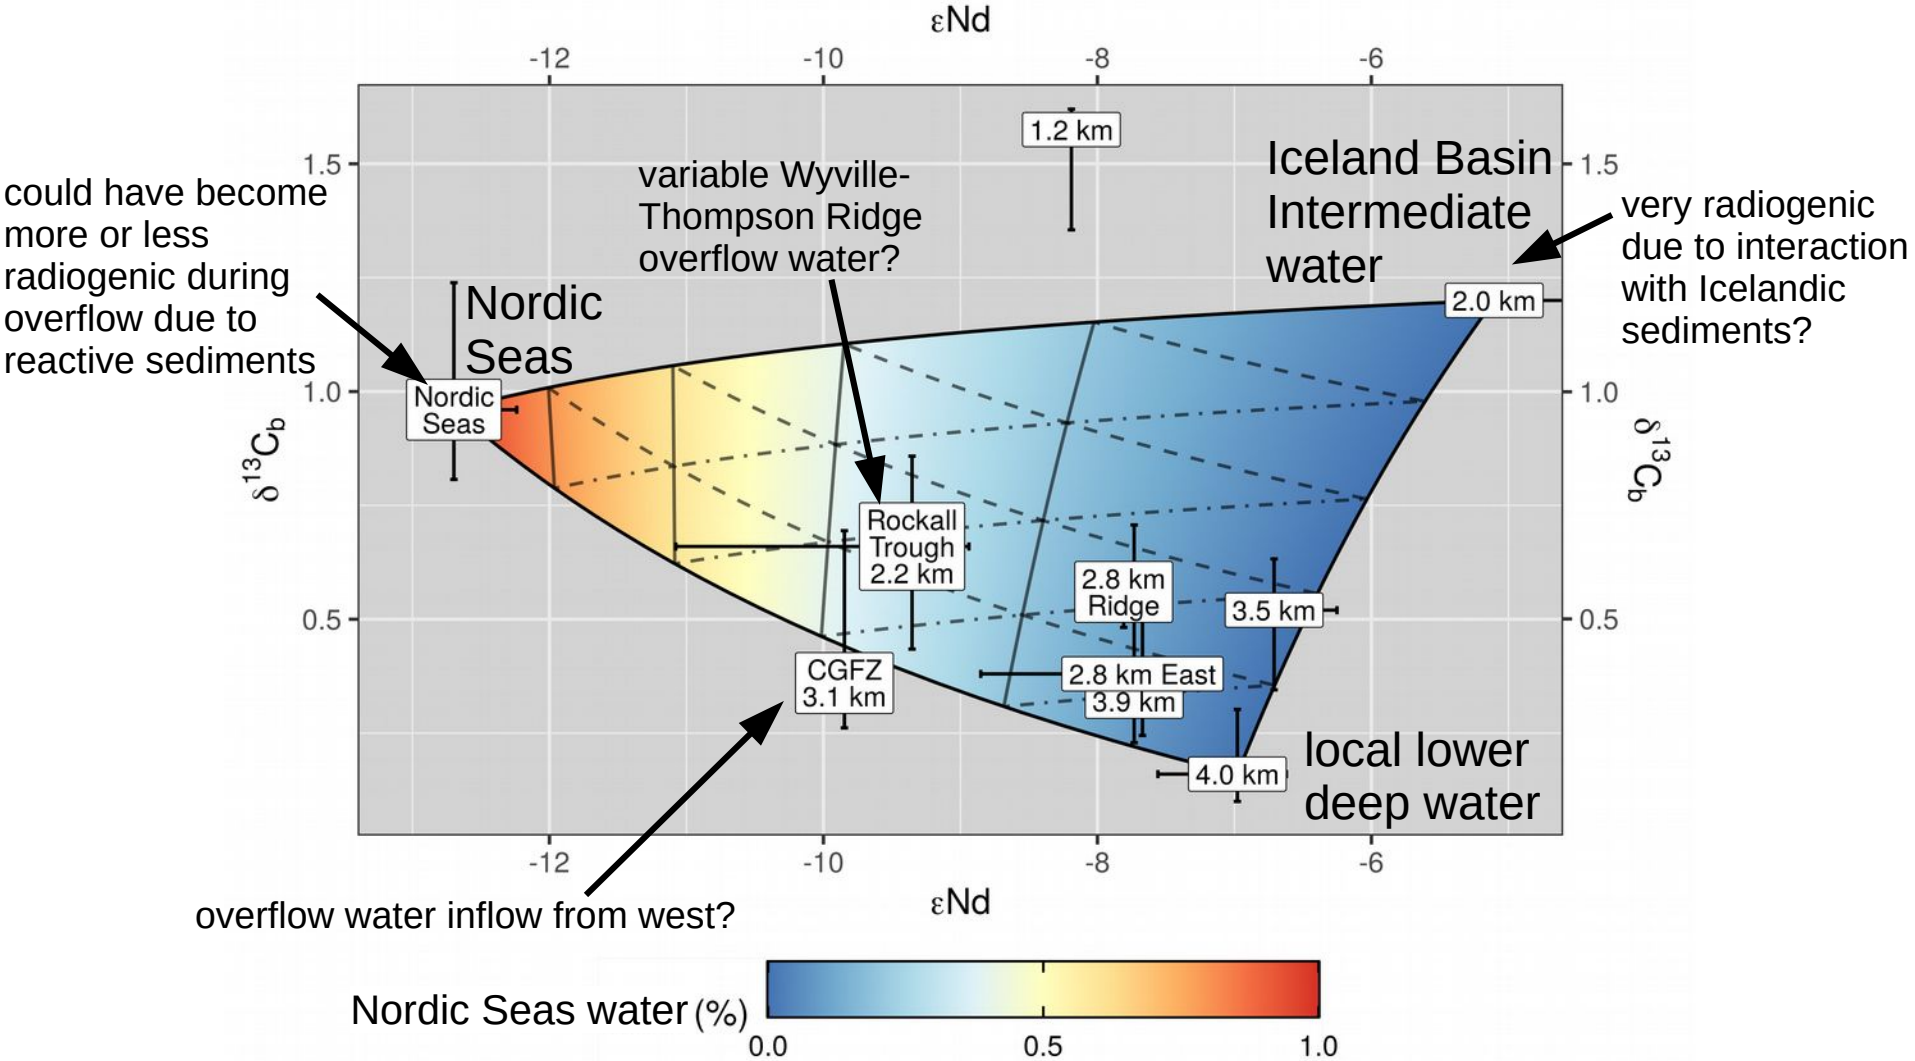 εNd
-12
-10
-8
-6
1.2 km
1.5
1.5
Iceland Basin
Intermediate
water
variable Wyville-
Thompson Ridge
overflow water?
could have become
more or less
radiogenic during
overflow due to
reactive sediments
very radiogenic
due to interaction
with Icelandic
sediments?
Nordic
Seas
2.0 km
1.0
1.0
Nordic
Seas
δ13Cb
δ13Cb
Rockall
Trough
2.2 km
2.8 km
Ridge
3.5 km
0.5
0.5
CGFZ
3.1 km
2.8 km East
3.9 km
4.0 km
local lower
deep water
-12
-10
-8
-6
εNd
overflow water inflow from west?
Nordic Seas water (%)
0.0
0.5
1.0